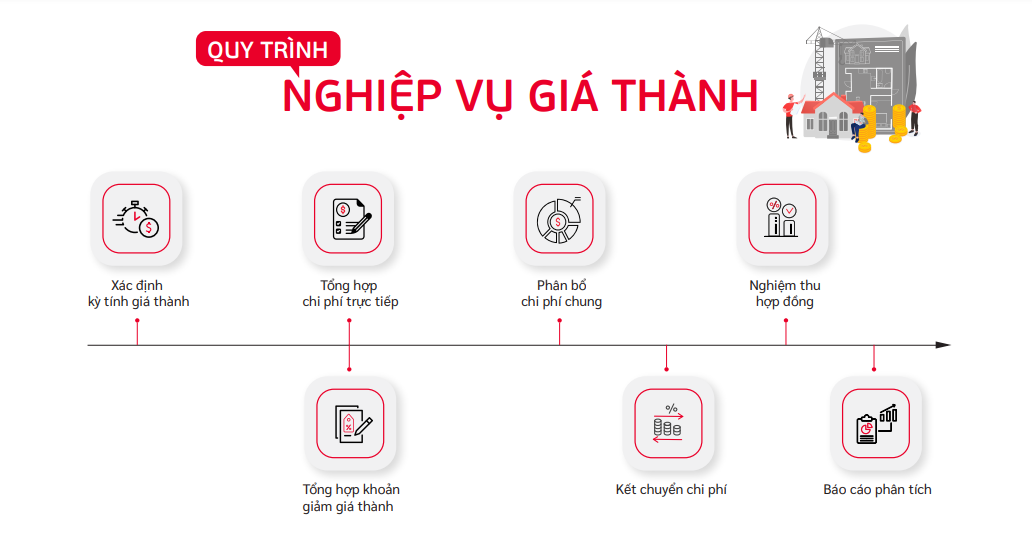 QUY TRÌNH
NGHIỆP VỤ GIÁ THÀNH
Xác định
kỳ tính giá thành
Tổng hợp
chi phí trực tiếp
Phân bổ
chi phí chung
Nghiệm thu
hợp đồng
Tổng hợp khoản
giảm giá thành
Kết chuyển chi phí
Báo cáo phân tích